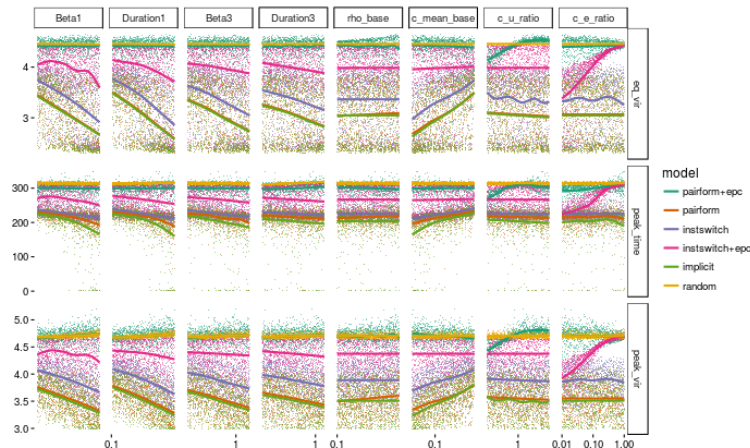 Beta1 Duration1 Beta3 Duration3 rho_base c_mean_base c_u_ratio c_e_ratio
4
3
eq_vir
300
200
100
0
peak_time
model
pairform+epc
pairform
instswitch
instswitch+epc
implicit
random
5.0
4.5
4.0
3.5
3.0
peak_vir
0.1 1 1 0.1 0.1 1 0.01 0.10 1.00